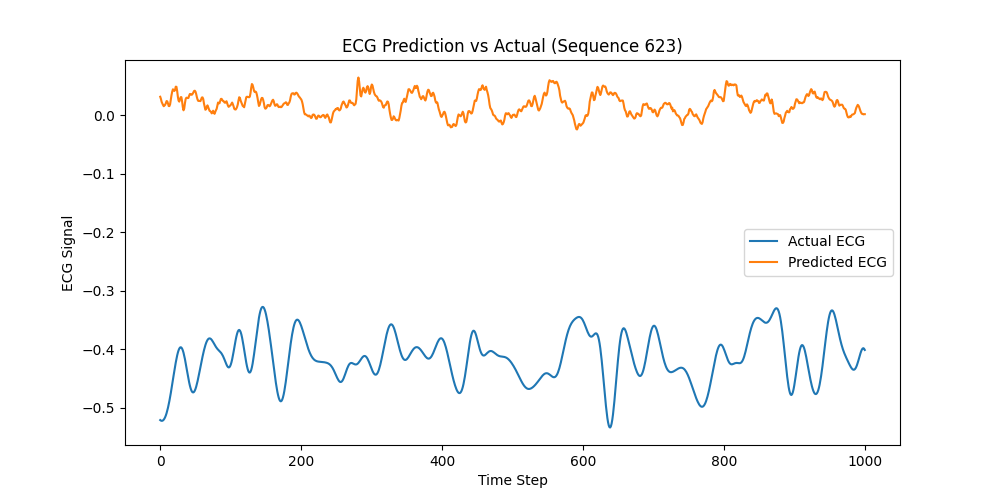 ECG Prediction vs Actual (Sequence 623)
ECG Signal
0.0
−0.1
−0.2
−0.3
−0.4
−0.5
Actual ECG
Predicted ECG
0 200 400 600 800 1000
Time Step